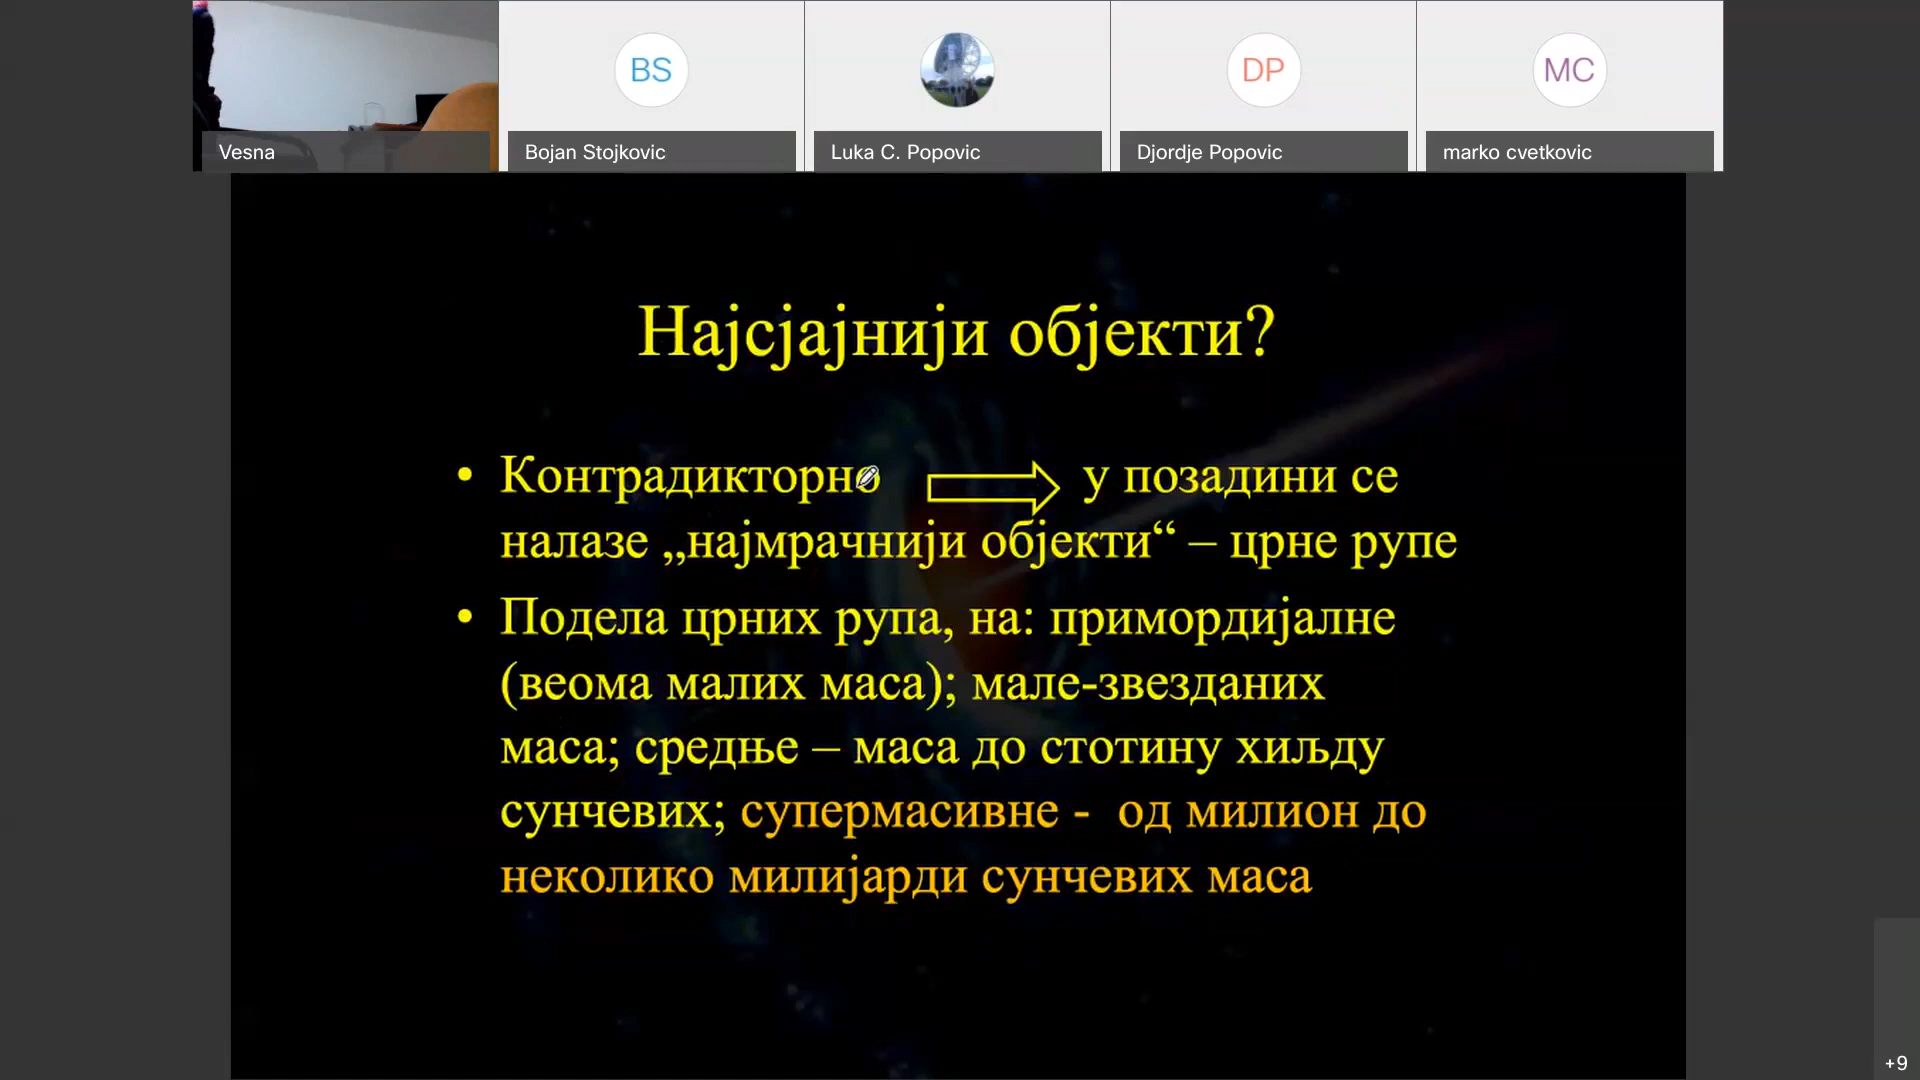 BS
DP
MC
Vesna
Bojan Stojkovic
Luka C. Popovic
Djordje Popovic
marko cvetkovic
Најсјајнији објекти?
• Контрадикторно у позадини се
налазе „најмрачнији објекти“ – црне рупе
• Подела црних рупа, на: примордијалне
(веома малих маса); мале-звезданих
маса; средње – маса до стотину хиљду
сунчевих; супермасивне - од милион до
неколико милијарди сунчевих маса
+9